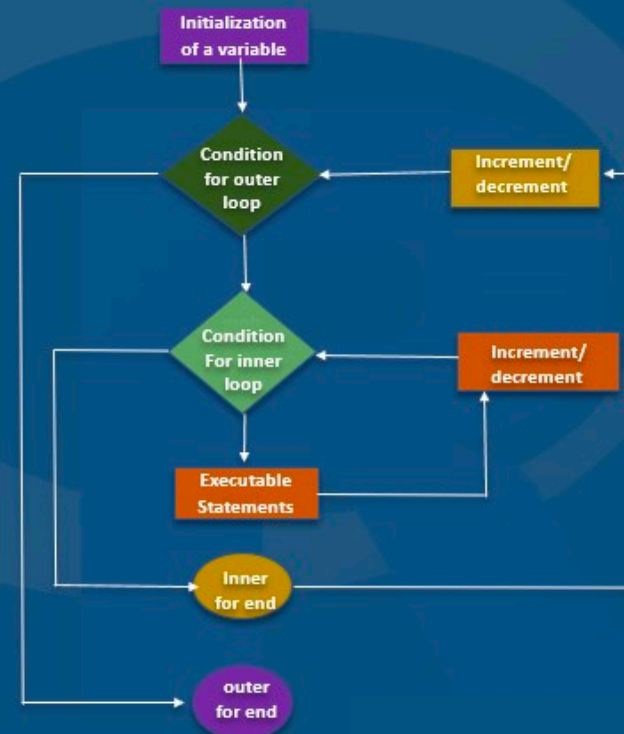 Initialization
of a variable
Condition
for outer
loop
Increment/
decrement
Condition
For inner
loop
Increment/
decrement
Executable
Statements
Inner
for end
outer
for end